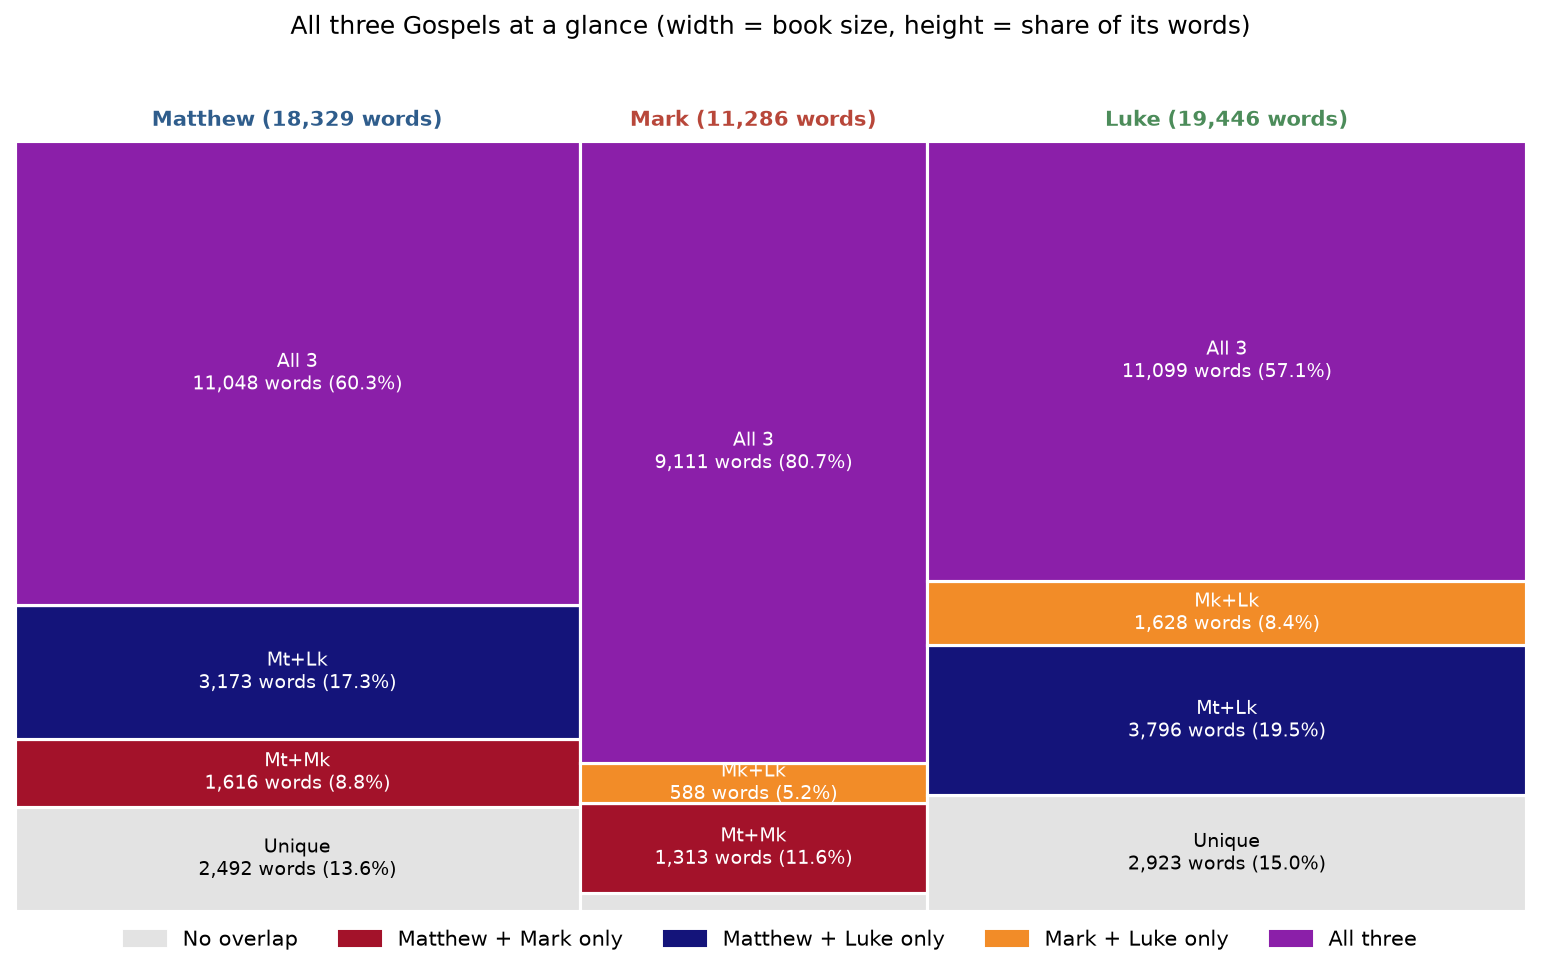 All three Gospels at a glance (width = book size, height = share of its words)
Matthew (18,329 words)
Mark (11,286 words)
Luke (19,446 words)
All 3
11,048 words (60.3%)
Mt+Lk
3,173 words (17.3%)
Mt+Mk
1,616 words (8.8%)
Unique
2,492 words (13.6%)
All 3
9,111 words (80.7%)
Mk+Lk
588 words (5.2%)
Mt+Mk
1,313 words (11.6%)
All 3
11,099 words (57.1%)
Mk+Lk
1,628 words (8.4%)
Mt+Lk
3,796 words (19.5%)
Unique
2,923 words (15.0%)
No overlap
Matthew + Mark only
Matthew + Luke only
Mark + Luke only
All three